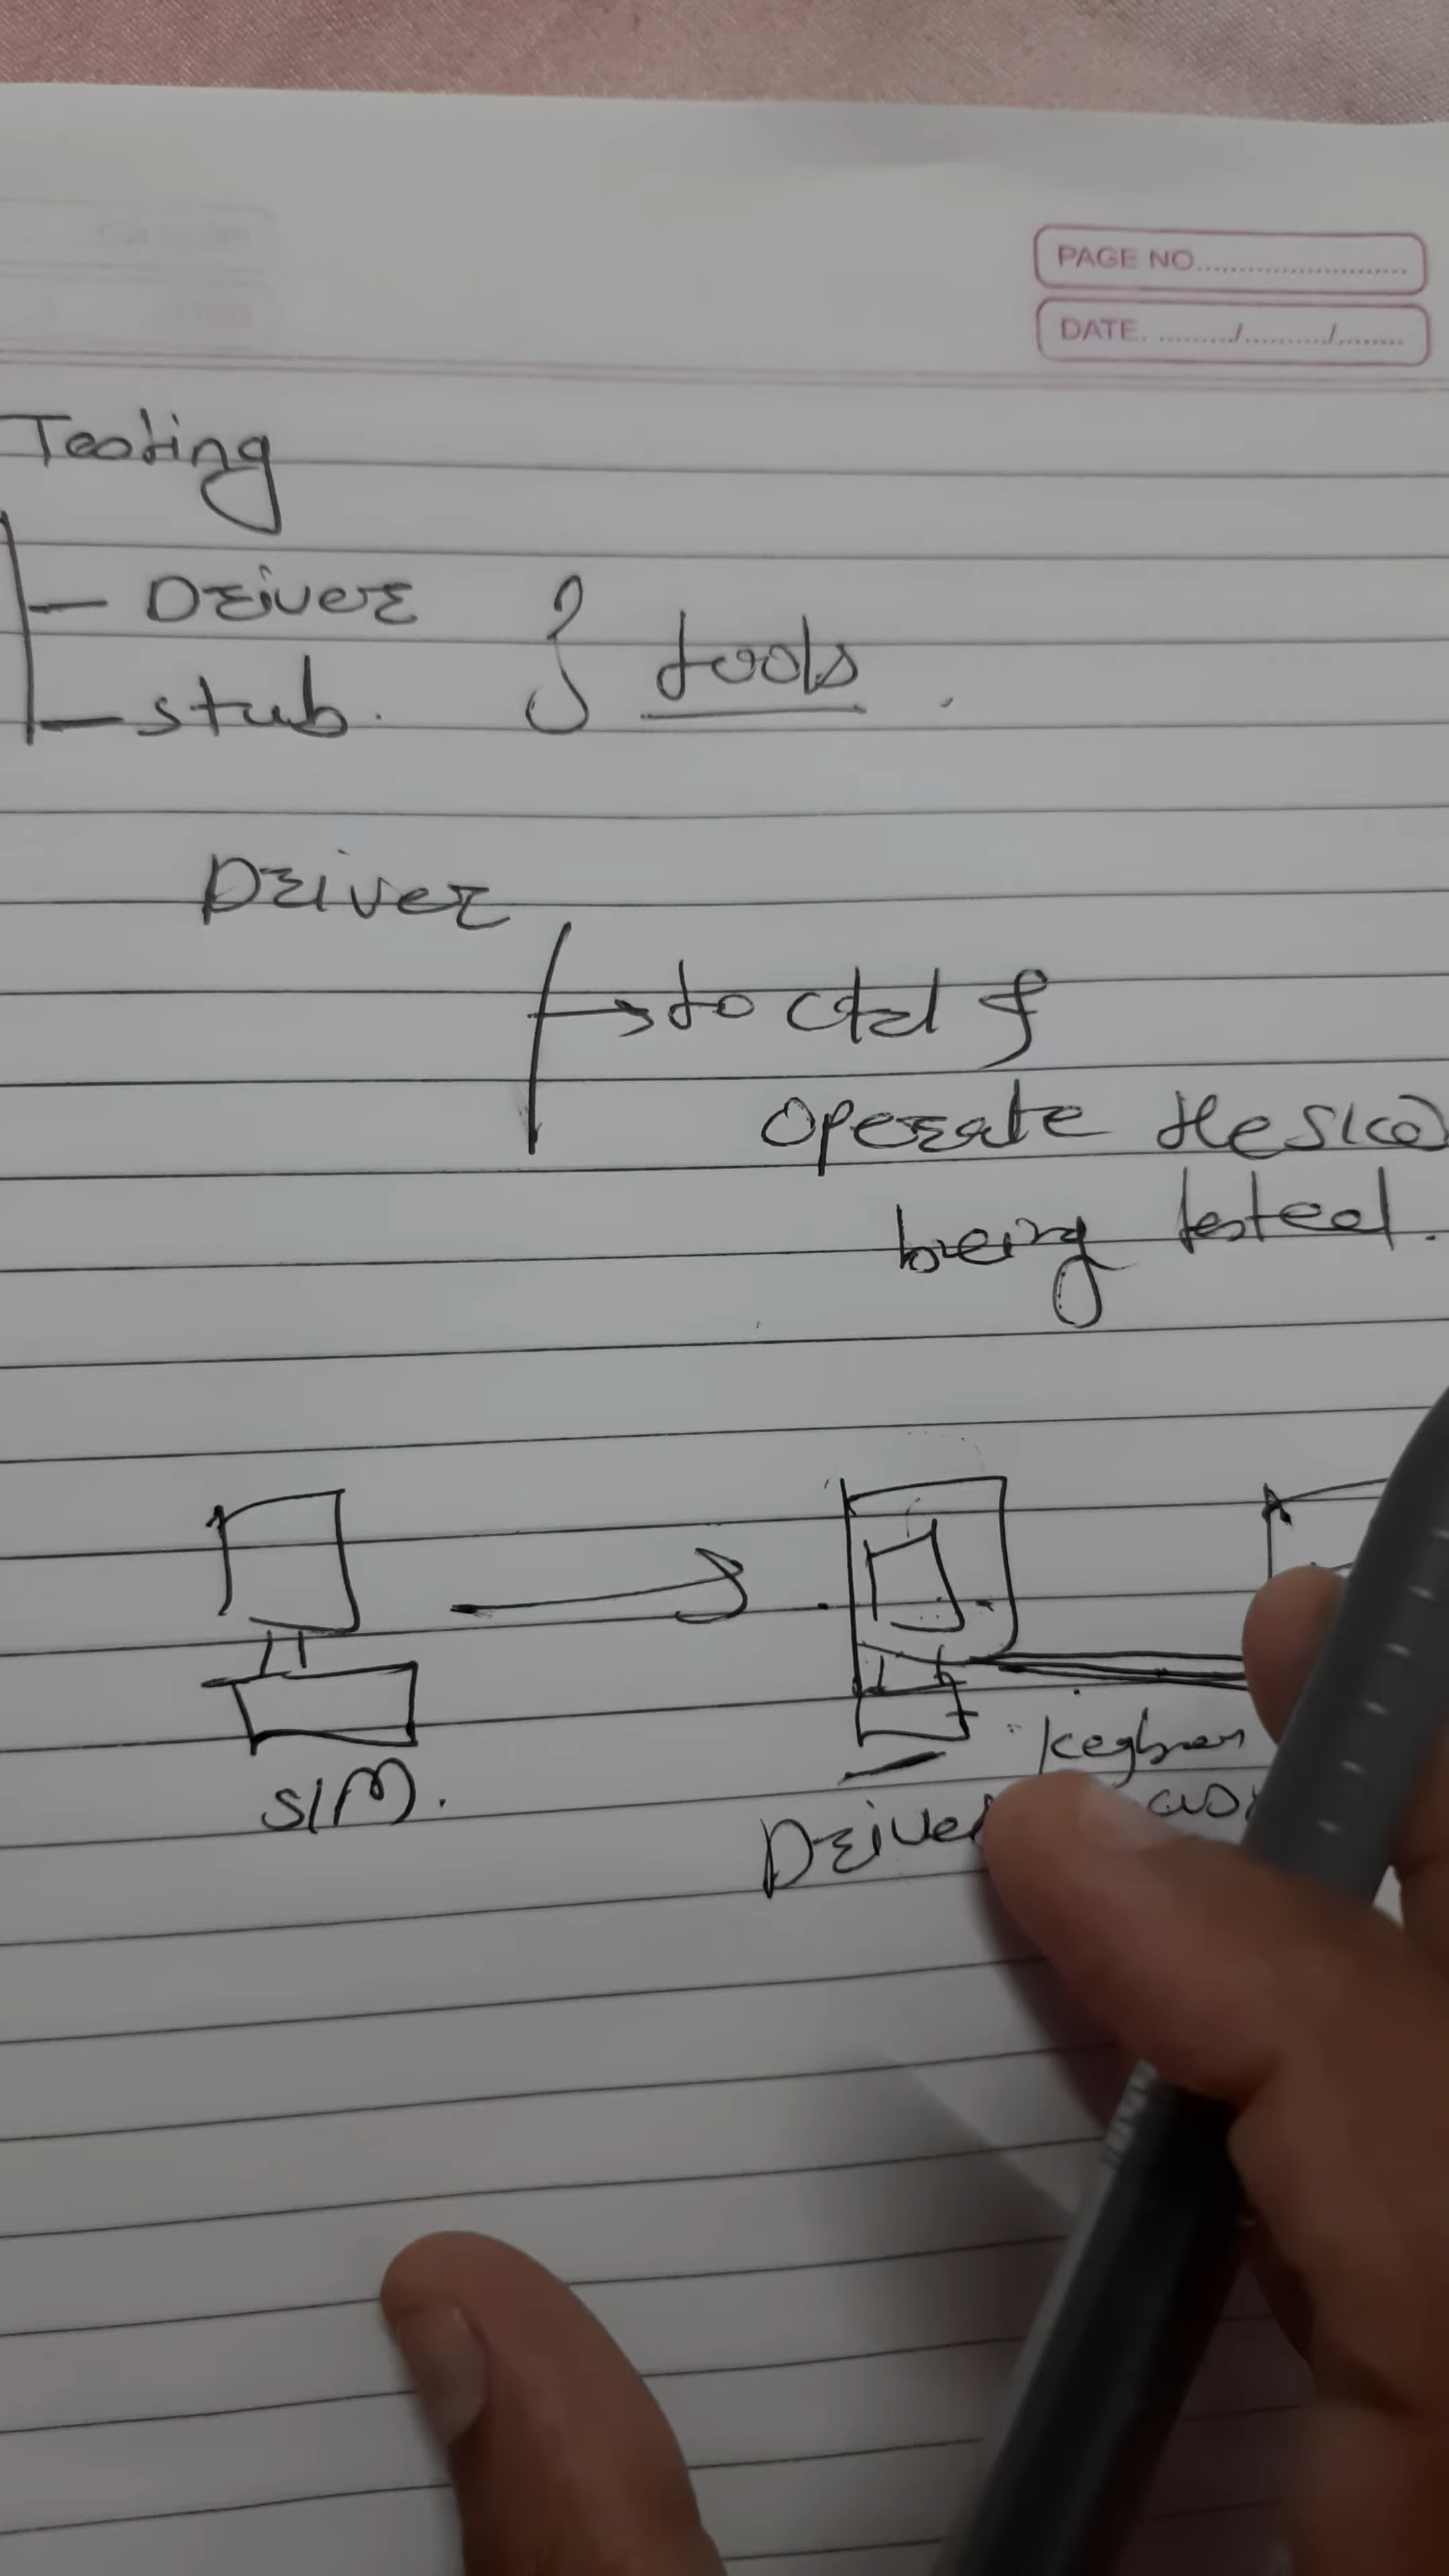 PAGE NO.
DATE. ......../........./........
Testing
Driver
stub.
} tools.
Driver
→ to ctrl &
operate the s/w
being tested.
S/M.
Driver